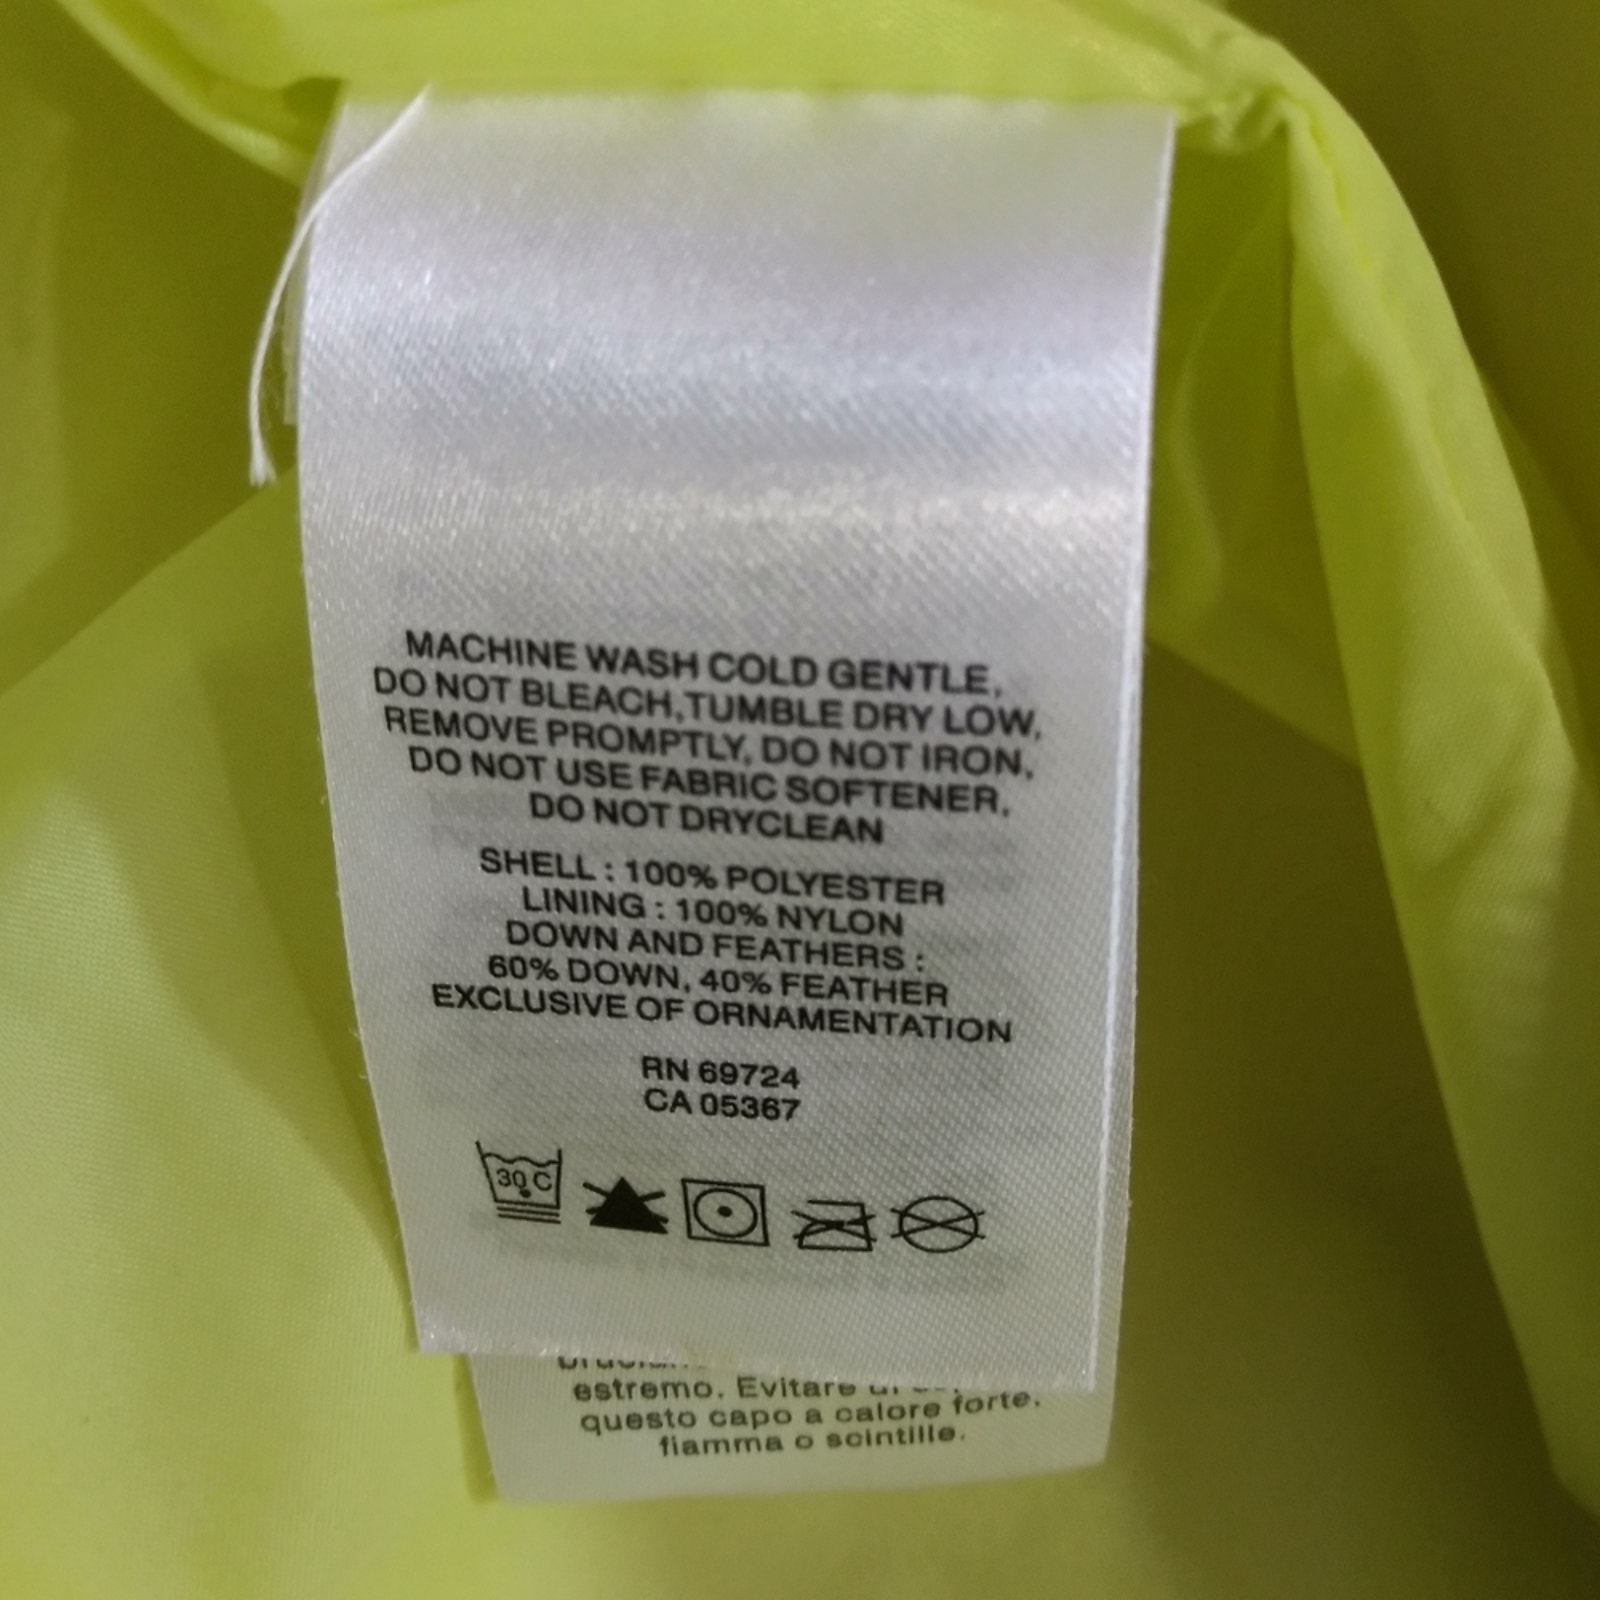 MACHINE WASH COLD GENTLE,
DO NOT BLEACH,TUMBLE DRY LOW,
REMOVE PROMPTLY, DO NOT IRON,
DO NOT USE FABRIC SOFTENER,
DO NOT DRYCLEAN
SHELL : 100% POLYESTER
LINING : 100% NYLON
DOWN AND FEATHERS :
60% DOWN, 40% FEATHER
EXCLUSIVE OF ORNAMENTATION
RN 69724
CA 05367
30 C
estremo. Evitare
questo capo a calore forte,
fiamma o scintille.